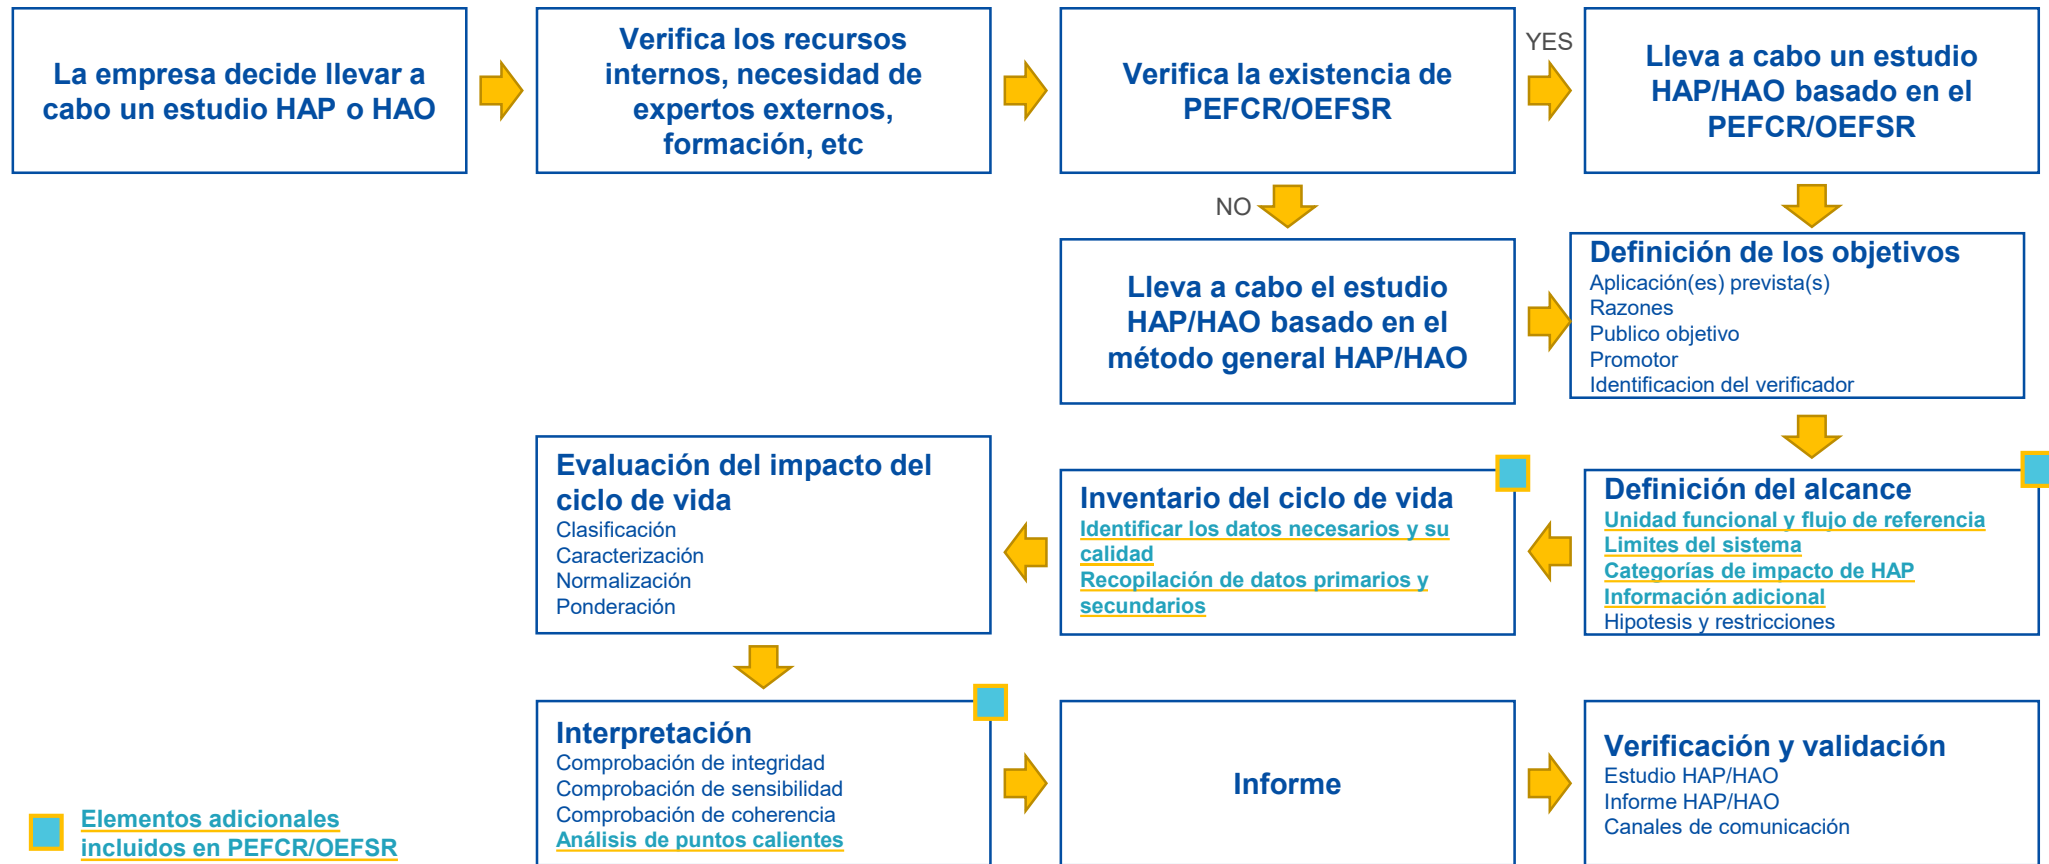 La empresa decide llevar a
cabo un estudio HAP o HAO
Verifica los recursos
internos, necesidad de
expertos externos,
formación, etc
Verifica la existencia de
PEFCR/OEFSR
YES
Lleva a cabo un estudio
HAP/HAO basado en el
PEFCR/OEFSR
NO
Lleva a cabo el estudio
HAP/HAO basado en el
método general HAP/HAO
Definición de los objetivos
Aplicación(es) prevista(s)
Razones
Publico objetivo
Promotor
Identificacion del verificador
Definición del alcance
Unidad funcional y flujo de referencia
Limites del sistema
Categorías de impacto de HAP
Información adicional
Hipotesis y restricciones
Inventario del ciclo de vida
Identificar los datos necesarios y su
calidad
Recopilación de datos primarios y
secundarios
Evaluación del impacto del
ciclo de vida
Clasificación
Caracterización
Normalización
Ponderación
Interpretación
Comprobación de integridad
Comprobación de sensibilidad
Comprobación de coherencia
Análisis de puntos calientes
Informe
Verificación y validación
Estudio HAP/HAO
Informe HAP/HAO
Canales de comunicación
Elementos adicionales
incluidos en PEFCR/OEFSR